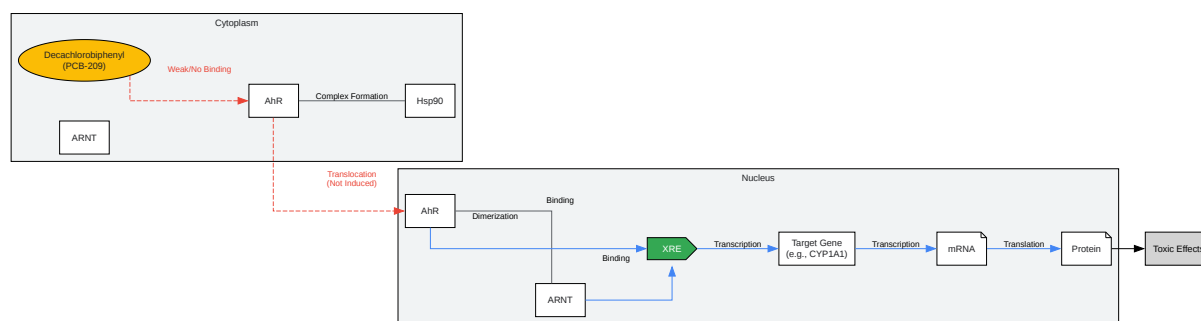 Cytoplasm
Decachlorobiphenyl
(PCB-209)
Weak/No Binding
AhR
Complex Formation
Hsp90
ARNT
Translocation
(Not Induced)
Nucleus
AhR
Dimerization
Binding
Binding
XRE
Transcription
Target Gene
(e.g., CYP1A1)
Transcription
mRNA
Translation
Protein
Toxic Effects
ARNT